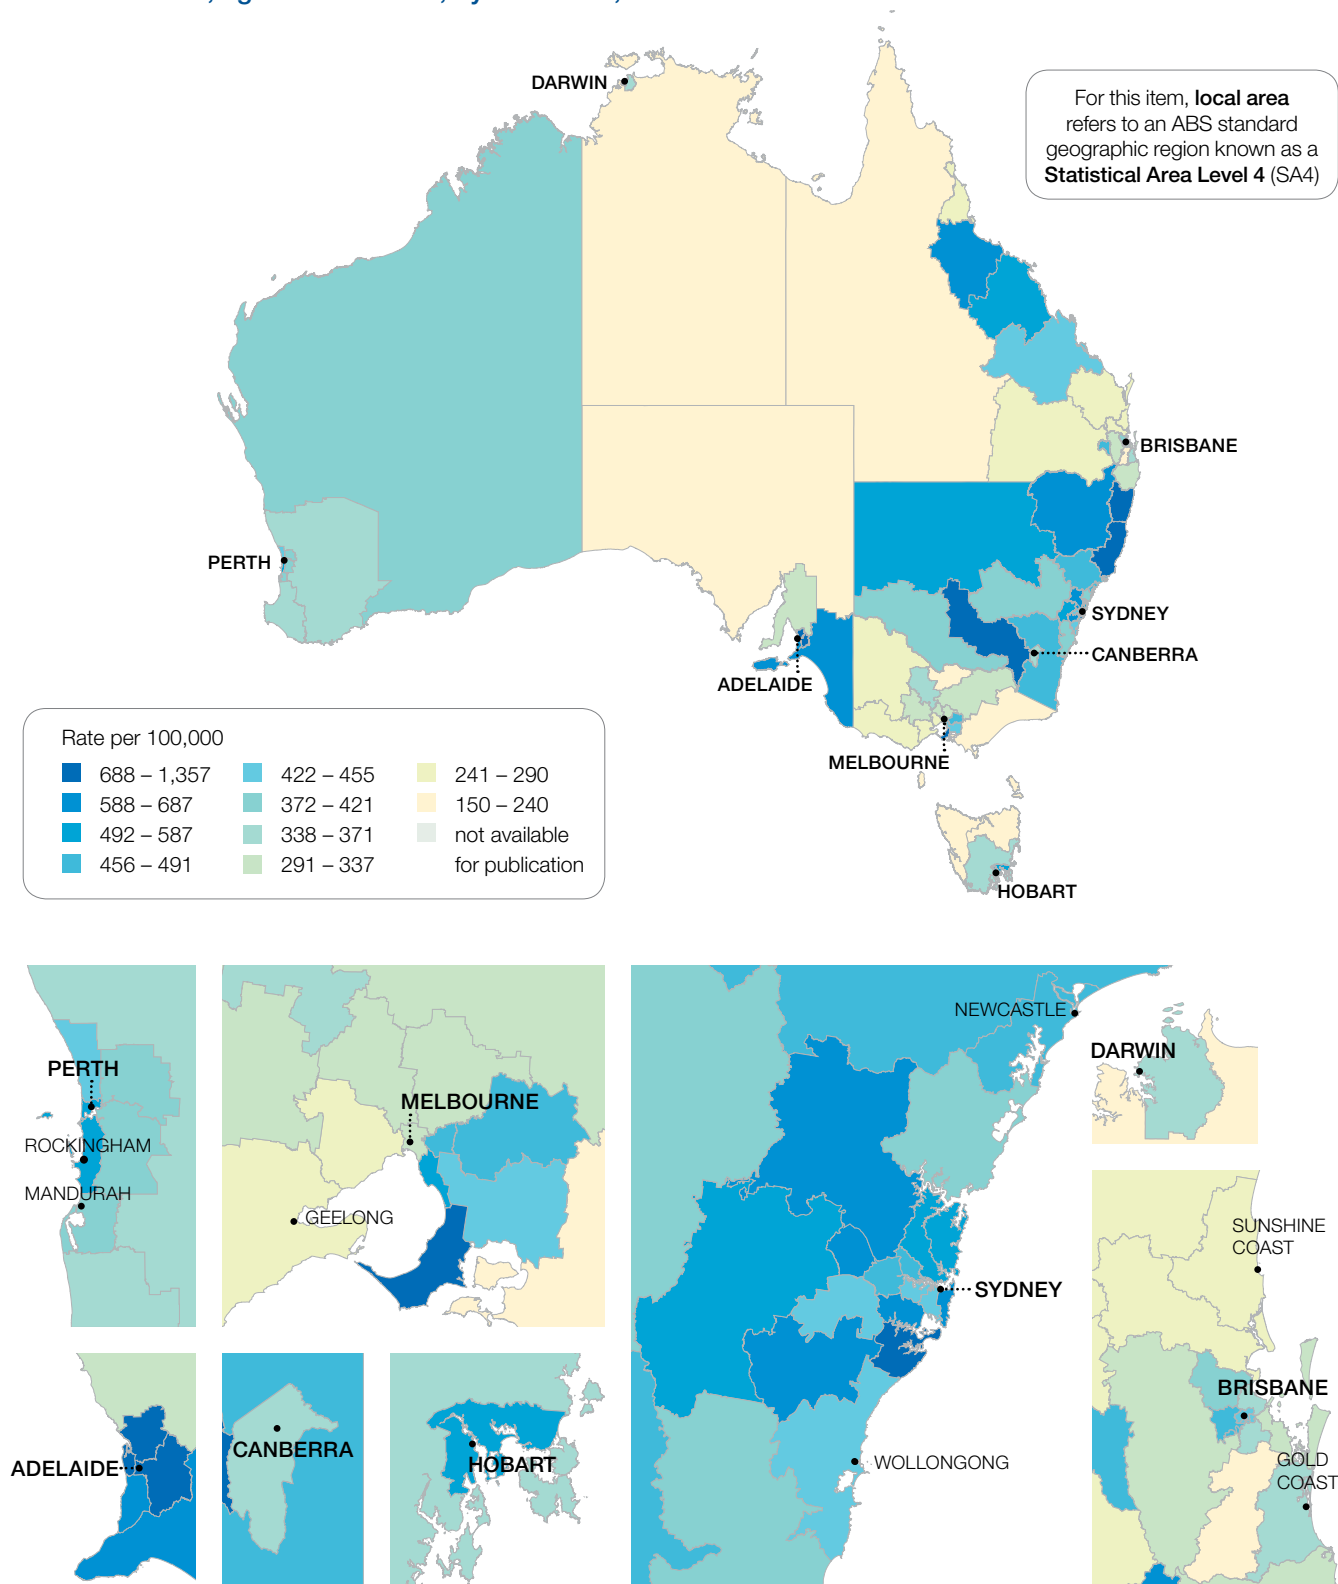 DARWIN
For this item, local area
refers to an ABS standard
geographic region known as a
Statistical Area Level 4 (SA4)
BRISBANE
PERTH
SYDNEY
CANBERRA
ADELAIDE
MELBOURNE
HOBART
Rate per 100,000
688 – 1,357
588 – 687
492 – 587
456 – 491
422 – 455
372 – 421
338 – 371
291 – 337
241 – 290
150 – 240
not available
for publication
PERTH
ROCKINGHAM
MANDURAH
MELBOURNE
GEELONG
NEWCASTLE
SYDNEY
WOLLONGONG
DARWIN
SUNSHINE
COAST
BRISBANE
GOLD
COAST
ADELAIDE
CANBERRA
HOBART